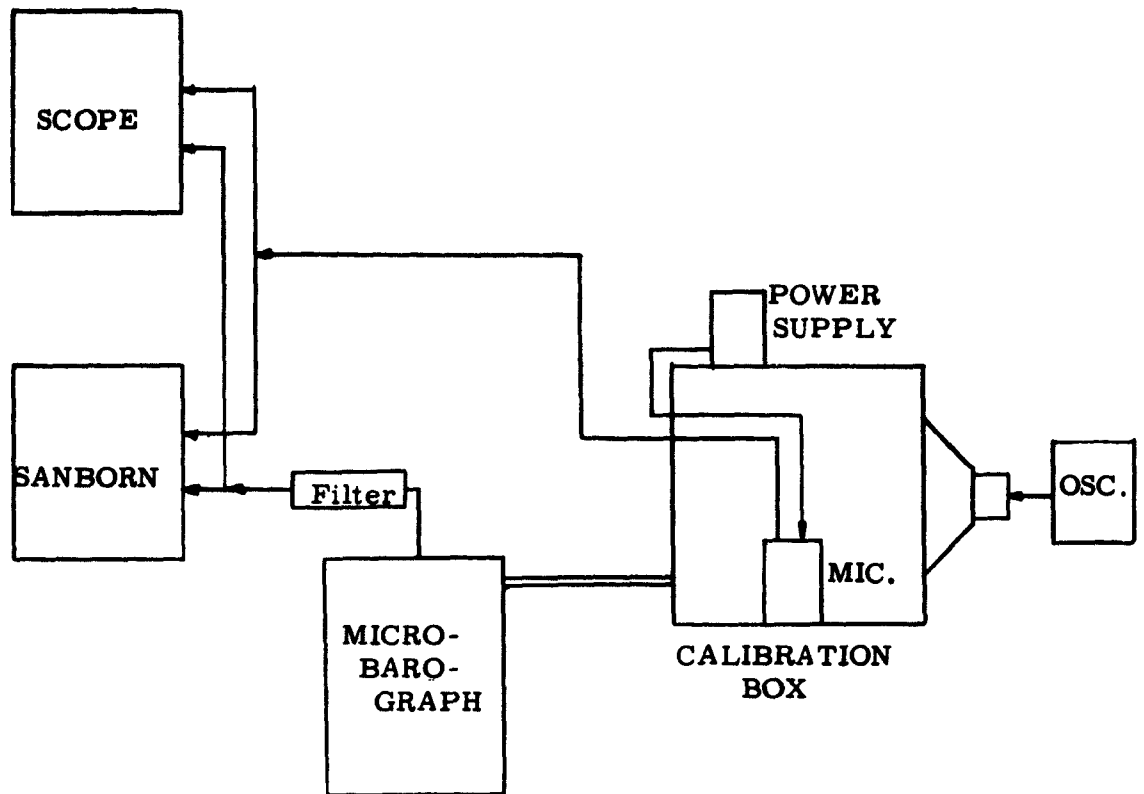 SCOPE
POWER
SUPPLY
SANBORN
Filter
OSC.
MIC.
MICRO-
BARO-
GRAPH
CALIBRATION
BOX